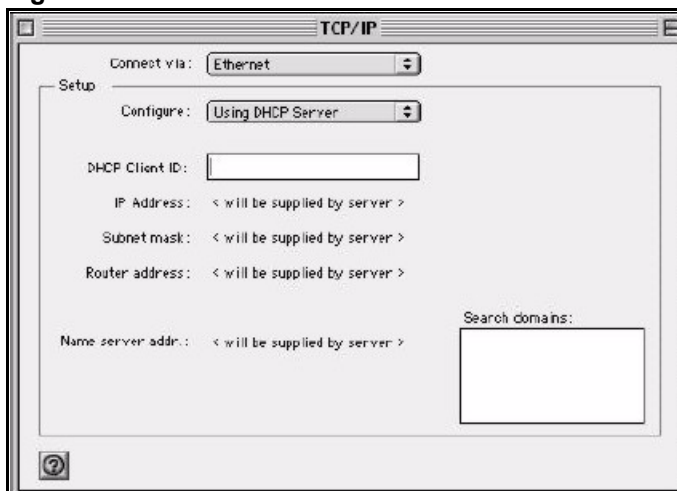 TCP/IP
Connect via: Ethernet
Setup
Configure: Using DHCP Server
DHCP Client ID:
IP Address: < will be supplied by server >
Subnet mask: < will be supplied by server >
Router address: < will be supplied by server >
Search domains:
Name server addr.: < will be supplied by server >
?